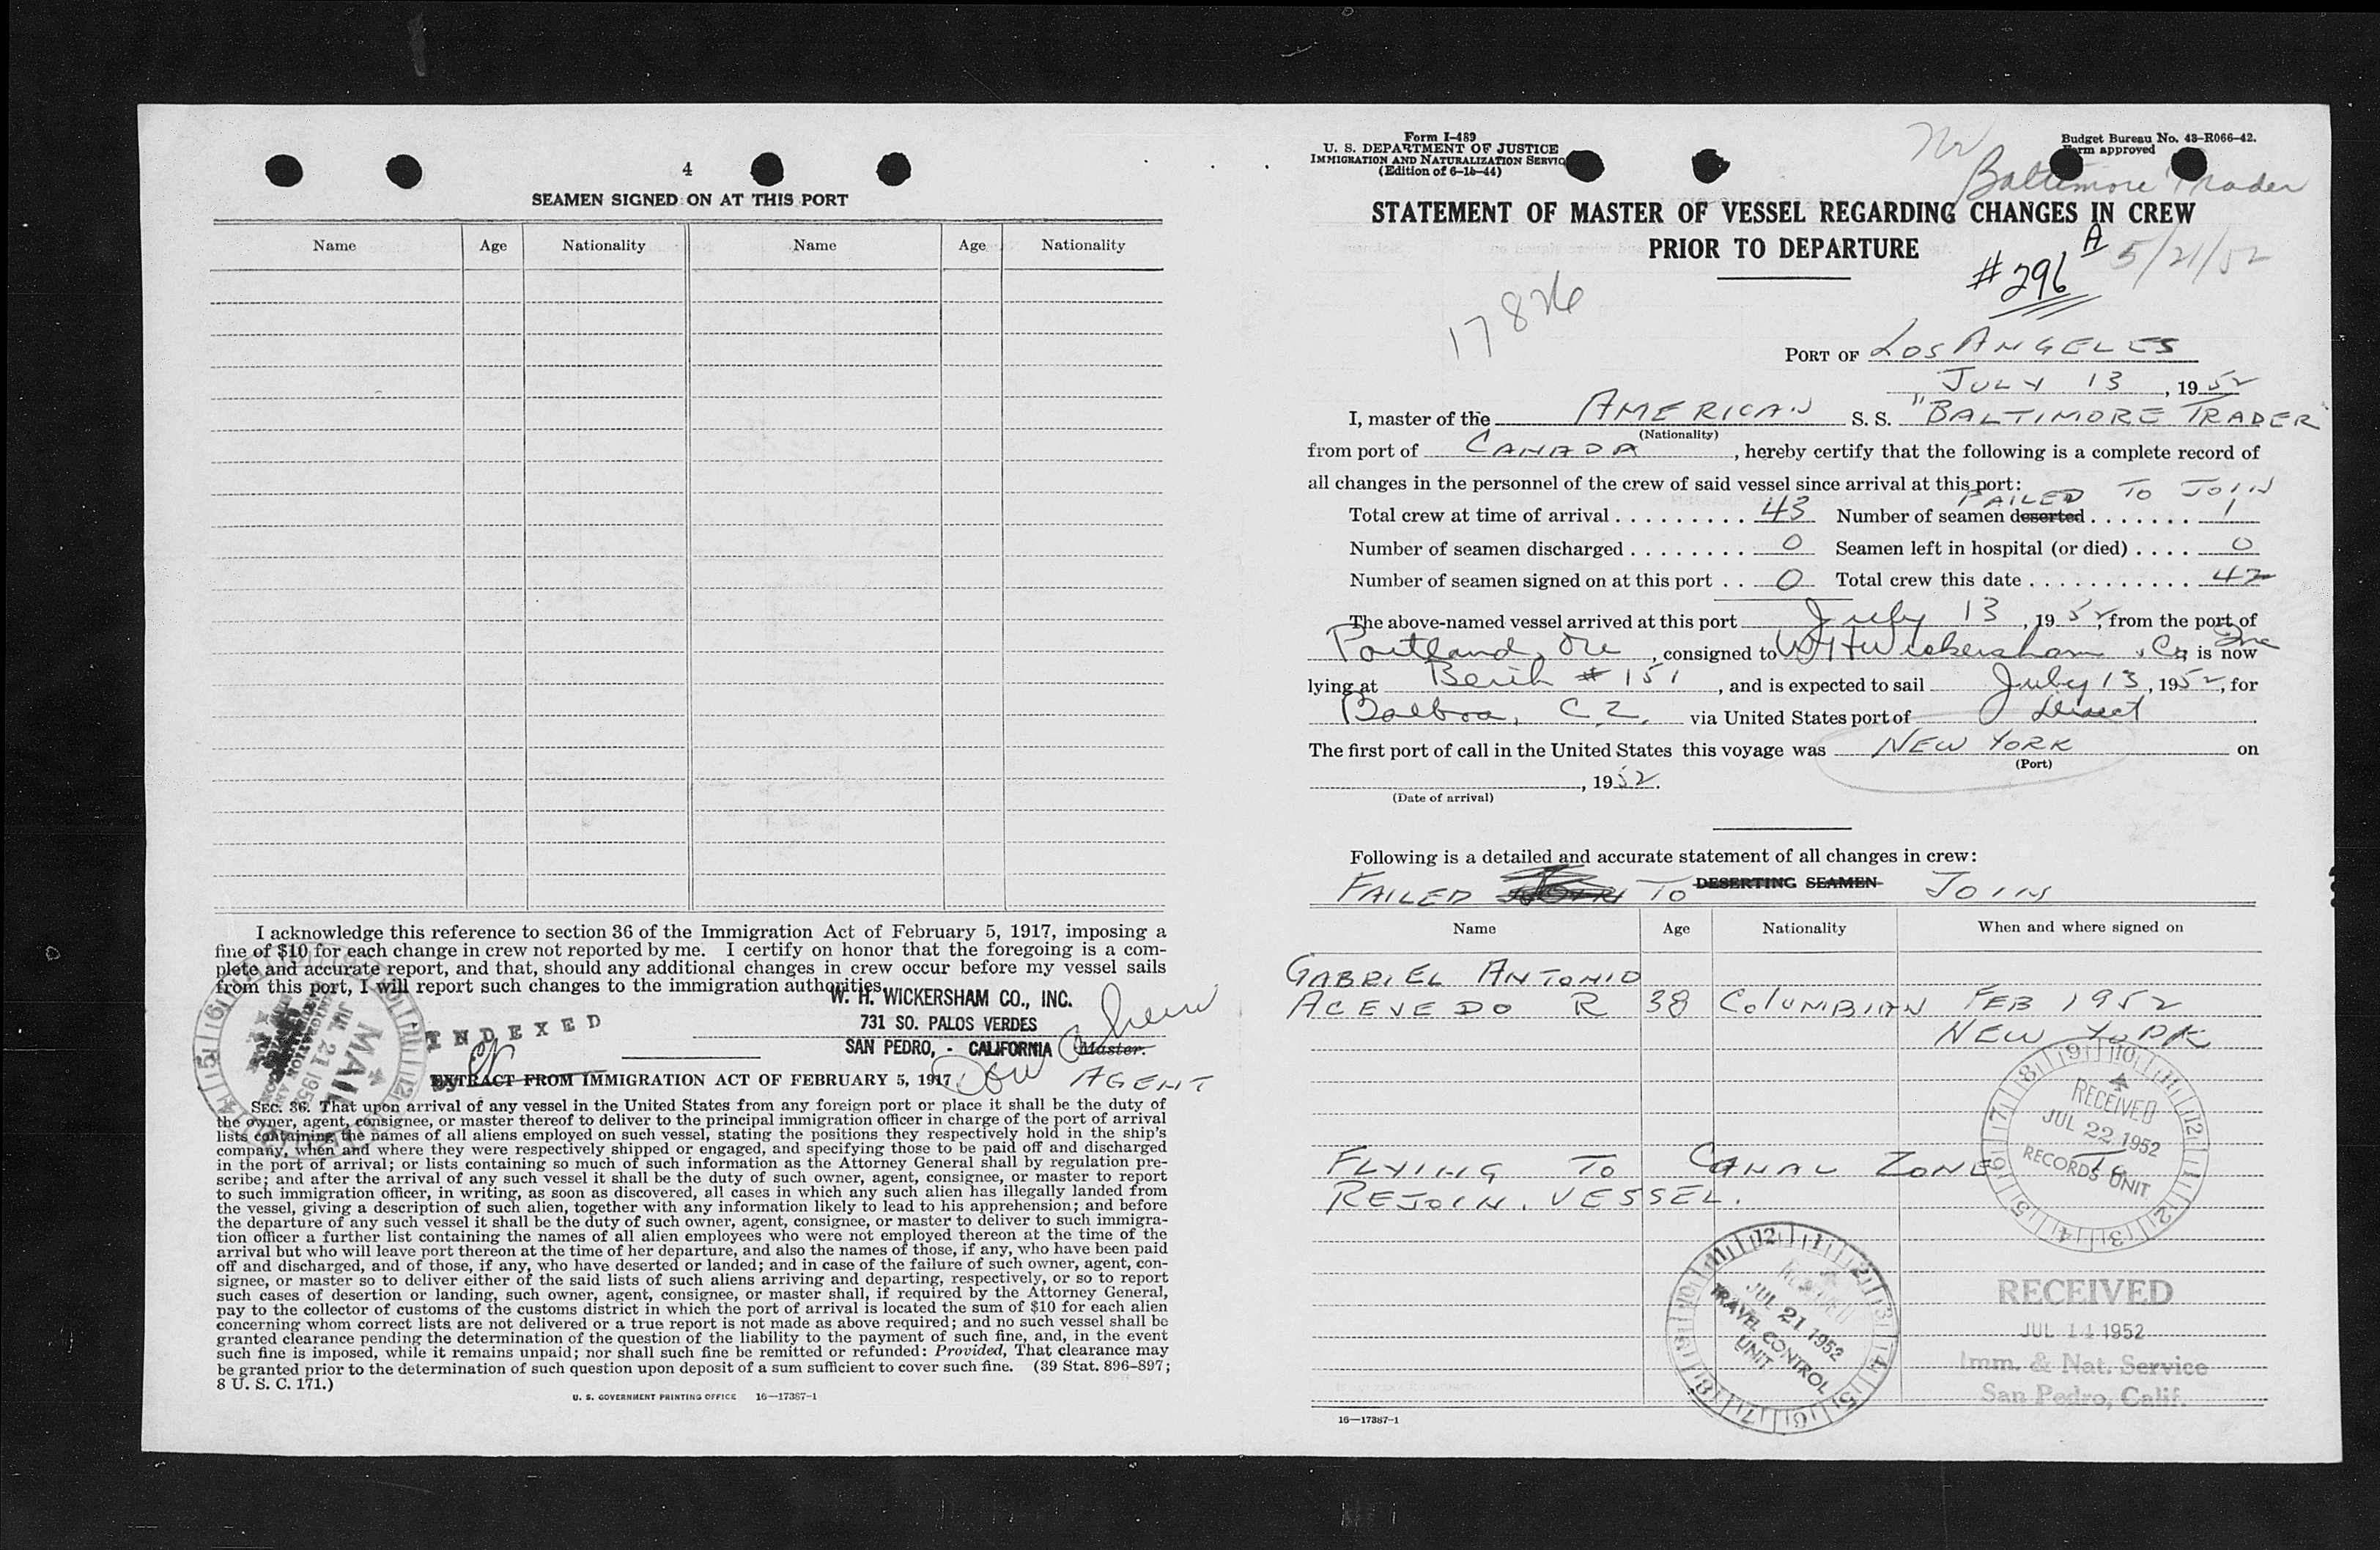 4
SEAMEN SIGNED ON AT THIS PORT
Name Age Nationality Name Age Nationality
I acknowledge this reference to section 36 of the Immigration Act of February 5, 1917, imposing a
fine of $10 for each change in crew not reported by me. I certify on honor that the foregoing is a com-
plete and accurate report, and that, should any additional changes in crew occur before my vessel sails
from this port, I will report such changes to the immigration authorities.
W. H. WICKERSHAM CO., INC.
731 SO. PALOS VERDES
SAN PEDRO, - CALIFORNIA Master.
AGENT
INDEXED
MAIL
JUL 21 1952
EXTRACT FROM IMMIGRATION ACT OF FEBRUARY 5, 1917
SEC. 36. That upon arrival of any vessel in the United States from any foreign port or place it shall be the duty of
the owner, agent, consignee, or master thereof to deliver to the principal immigration officer in charge of the port of arrival
lists containing the names of all aliens employed on such vessel, stating the positions they respectively hold in the ship's
company, when and where they were respectively shipped or engaged, and specifying those to be paid off and discharged
in the port of arrival; or lists containing so much of such information as the Attorney General shall by regulation pre-
scribe; and after the arrival of any such vessel it shall be the duty of such owner, agent, consignee, or master to report
to such immigration officer, in writing, as soon as discovered, all cases in which any such alien has illegally landed from
the vessel, giving a description of such alien, together with any information likely to lead to his apprehension; and before
the departure of any such vessel it shall be the duty of such owner, agent, consignee, or master to deliver to such immigra-
tion officer a further list containing the names of all alien employees who were not employed thereon at the time of the
arrival but who will leave port thereon at the time of her departure, and also the names of those, if any, who have been paid
off and discharged, and of those, if any, who have deserted or landed; and in case of the failure of such owner, agent, con-
signee, or master so to deliver either of the said lists of such aliens arriving and departing, respectively, or so to report
such cases of desertion or landing, such owner, agent, consignee, or master shall, if required by the Attorney General,
pay to the collector of customs of the customs district in which the port of arrival is located the sum of $10 for each alien
concerning whom correct lists are not delivered or a true report is not made as above required; and no such vessel shall be
granted clearance pending the determination of the question of the liability to the payment of such fine, and, in the event
such fine is imposed, while it remains unpaid; nor shall such fine be remitted or refunded: Provided, That clearance may
be granted prior to the determination of such question upon deposit of a sum sufficient to cover such fine. (39 Stat. 896-897;
8 U. S. C. 171.)
U. S. GOVERNMENT PRINTING OFFICE 16—17387-1
Form I-489
U. S. DEPARTMENT OF JUSTICE
IMMIGRATION AND NATURALIZATION SERVICE
(Edition of 6-15-44)
Budget Bureau No. 43-R066-42.
Form approved
Baltimore Trader
STATEMENT OF MASTER OF VESSEL REGARDING CHANGES IN CREW
PRIOR TO DEPARTURE
#296 A 5/21/52
17826
PORT OF LOS ANGELES
JULY 13, 1952
I, master of the AMERICAN S. S. "BALTIMORE TRADER
(Nationality)
from port of CANADA, hereby certify that the following is a complete record of
all changes in the personnel of the crew of said vessel since arrival at this port:
FAILED TO JOIN
Total crew at time of arrival . . . . . . . . . 43 Number of seamen deserted . . . . . . . 1
Number of seamen discharged . . . . . . . . 0 Seamen left in hospital (or died) . . . . 0
Number of seamen signed on at this port . . 0 Total crew this date . . . . . . . . . . . 42
The above-named vessel arrived at this port July 13, 1952, from the port of
Portland, Ore, consigned to W H Wickersham Co Inc is now
lying at Berth # 151, and is expected to sail July 13, 1952, for
Balboa, C Z, via United States port of direct
The first port of call in the United States this voyage was NEW YORK on
(Port)
, 1952.
(Date of arrival)
Following is a detailed and accurate statement of all changes in crew:
FAILED TO DESERTING SEAMEN JOIN
Name Age Nationality When and where signed on
GABRIEL ANTONIO
ACEVEDO R 38 COLUMBIAN FEB 1952
NEW YORK
RECEIVED
JUL 22 1952
RECORDS UNIT
FLYING TO CANAL ZONE TO
REJOIN VESSEL.
RECEIVED
JUL 21 1952
TRAVEL CONTROL
UNIT
RECEIVED
JUL 14 1952
Imm. & Nat. Service
San Pedro, Calif.
16—17387-1